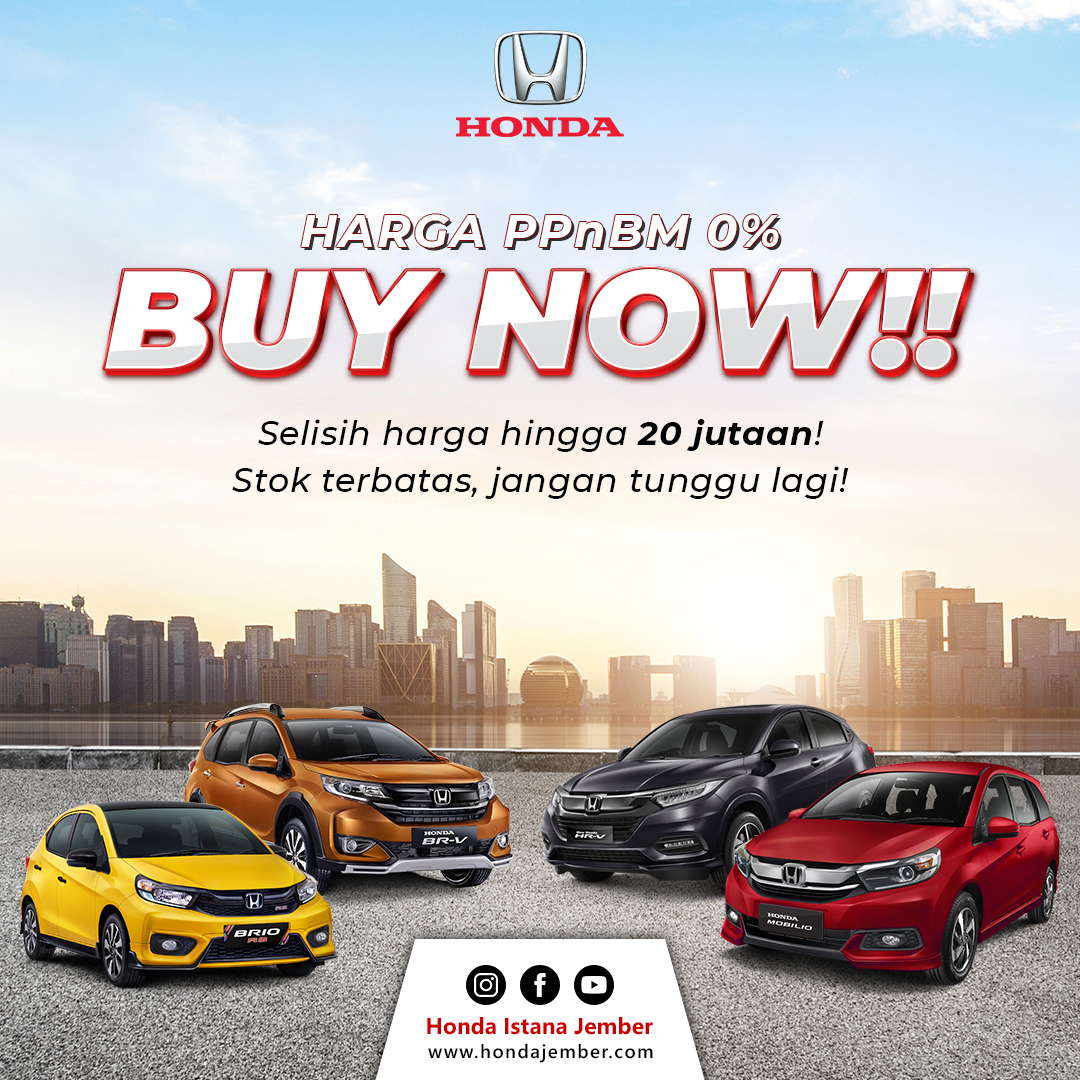 HONDA
HARGA PPnBM 0%
BUY NOW!!
Selisih harga hingga 20 jutaan!
Stok terbatas, jangan tunggu lagi!
HONDA
BR-V
HR-V
BRIO
RS
HONDA
MOBILIO
Honda Istana Jember
www.hondajember.com